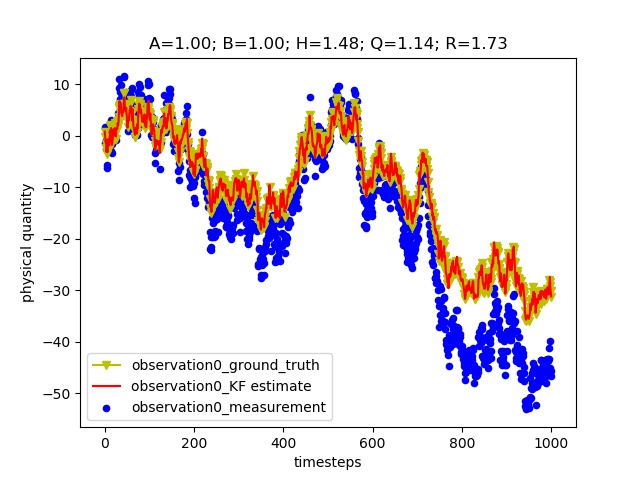 A=1.00; B=1.00; H=1.48; Q=1.14; R=1.73
10
0
−10
−20
−30
−40
−50
physical quantity
observation0_ground_truth
observation0_KF estimate
observation0_measurement
0 200 400 600 800 1000
timesteps